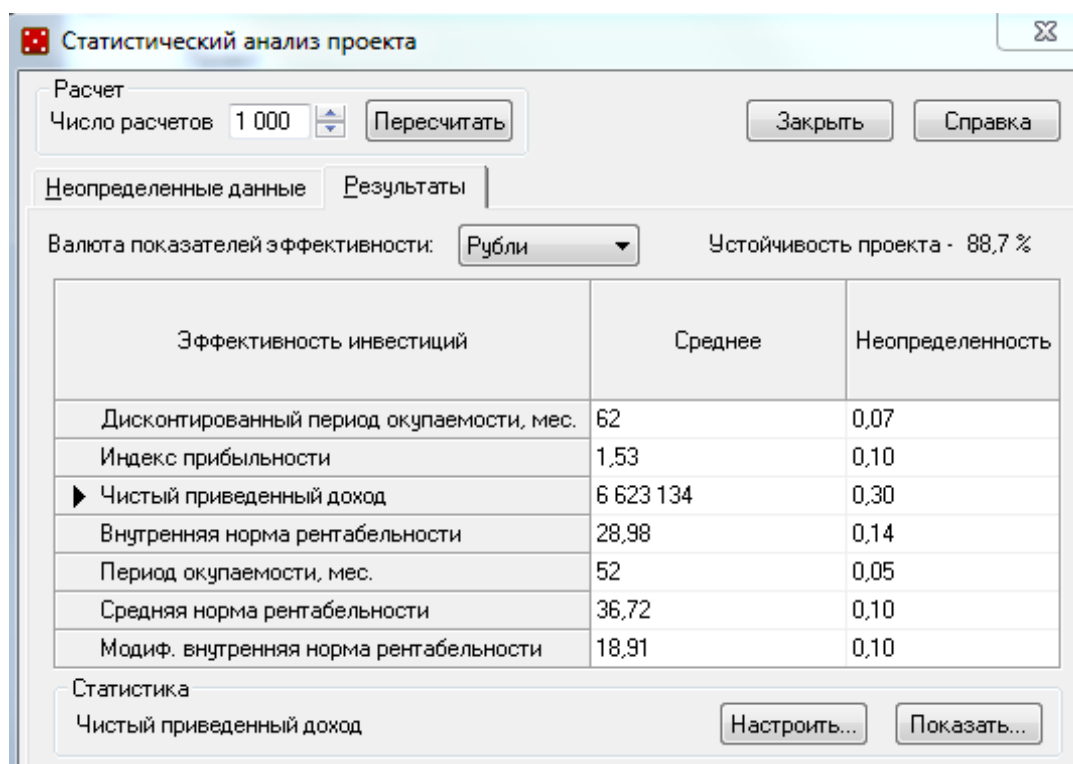 Статистический анализ проекта
Расчет
Число расчетов 1 000 Пересчитать Закрыть Справка
Неопределенные данные Результаты
Валюта показателей эффективности: Рубли Устойчивость проекта - 88,7 %
Эффективность инвестиций Среднее Неопределенность
Дисконтированный период окупаемости, мес. 62 0,07
Индекс прибыльности 1,53 0,10
Чистый приведенный доход 6 623 134 0,30
Внутренняя норма рентабельности 28,98 0,14
Период окупаемости, мес. 52 0,05
Средняя норма рентабельности 36,72 0,10
Модиф. внутренняя норма рентабельности 18,91 0,10
Статистика
Чистый приведенный доход Настроить... Показать...